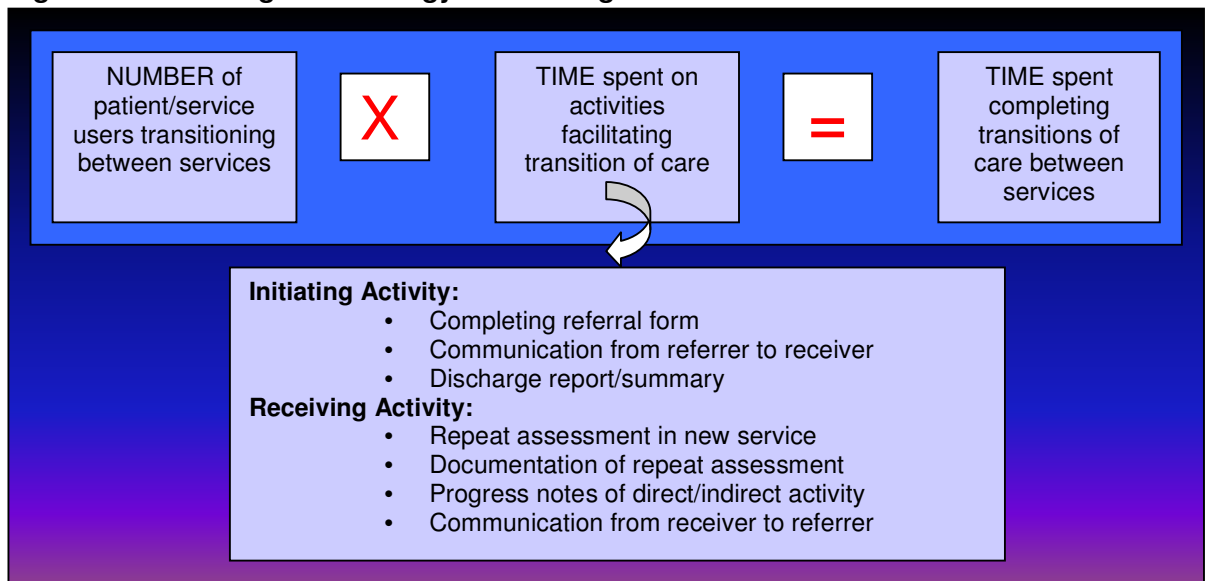 NUMBER of
patient/service
users transitioning
between services
X
TIME spent on
activities
facilitating
transition of care
=
TIME spent
completing
transitions of
care between
services
Initiating Activity:
• Completing referral form
• Communication from referrer to receiver
• Discharge report/summary
Receiving Activity:
• Repeat assessment in new service
• Documentation of repeat assessment
• Progress notes of direct/indirect activity
• Communication from receiver to referrer